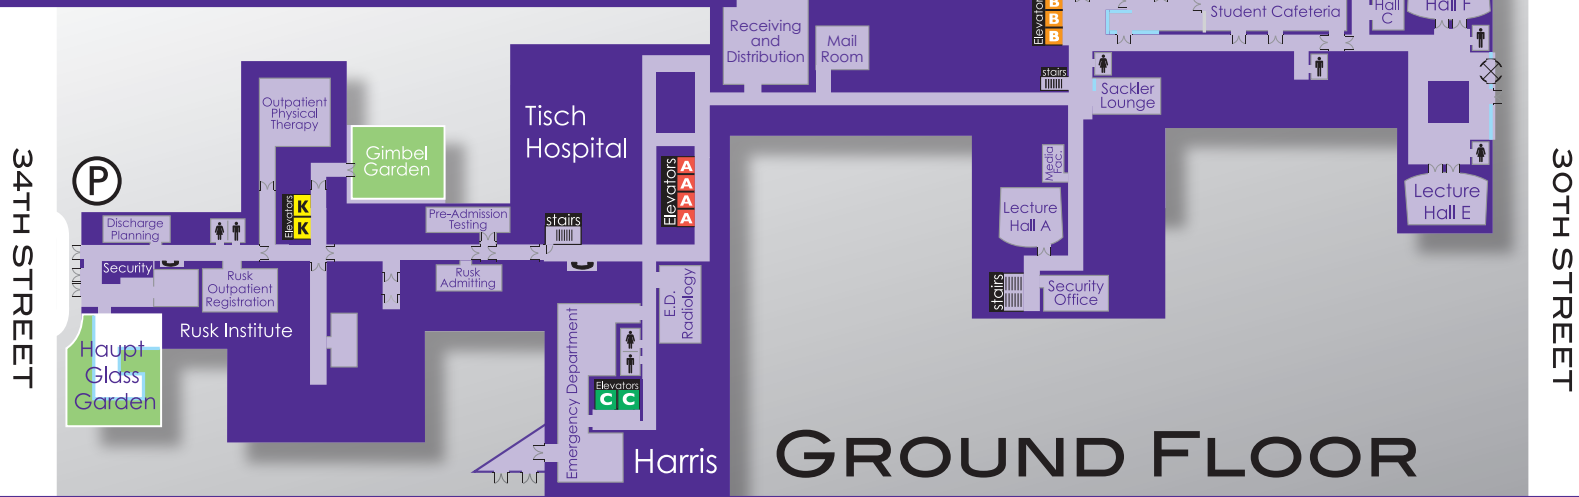 34TH STREET
P
Discharge
Planning
Security
Haupt
Glass
Garden
Rusk
Outpatient
Registration
Rusk Institute
Outpatient
Physical
Therapy
Elevators
K
K
Gimbel
Garden
Pre-Admission
Testing
Rusk
Admitting
stairs
Tisch
Hospital
Elevators
A
A
A
A
E.D.
Radiology
Emergency Department
Elevators
C C
Harris
Receiving
and
Distribution
Mail
Room
Elevators
B
B
B
stairs
Sackler
Lounge
Media
Fac.
Lecture
Hall A
stairs
Security
Office
Student Cafeteria
Hall
C
Hall F
Lecture
Hall E
GROUND FLOOR
30TH STREET